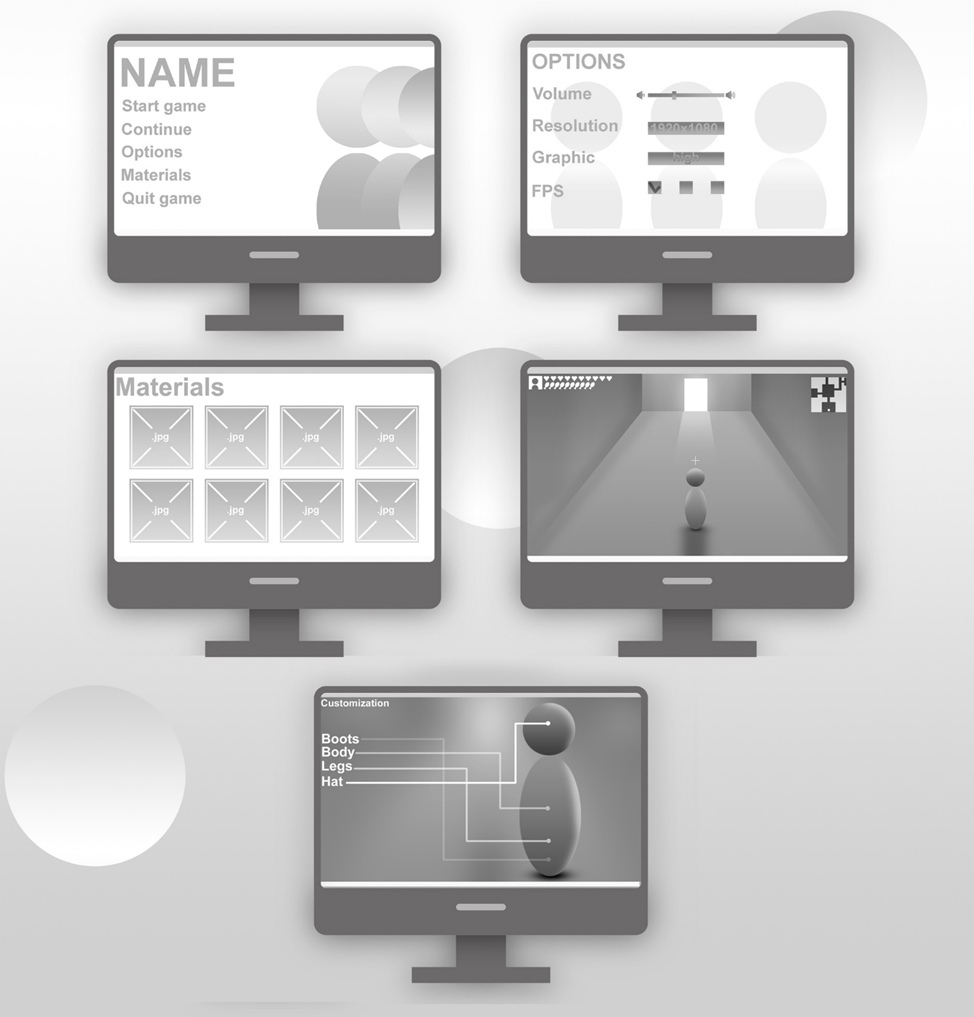 NAME
Start game
Continue
Options
Materials
Quit game
OPTIONS
Volume
Resolution 1920x1080
Graphic high
FPS
Materials
.jpg .jpg .jpg .jpg
.jpg .jpg .jpg .jpg
Customization
Boots
Body
Legs
Hat